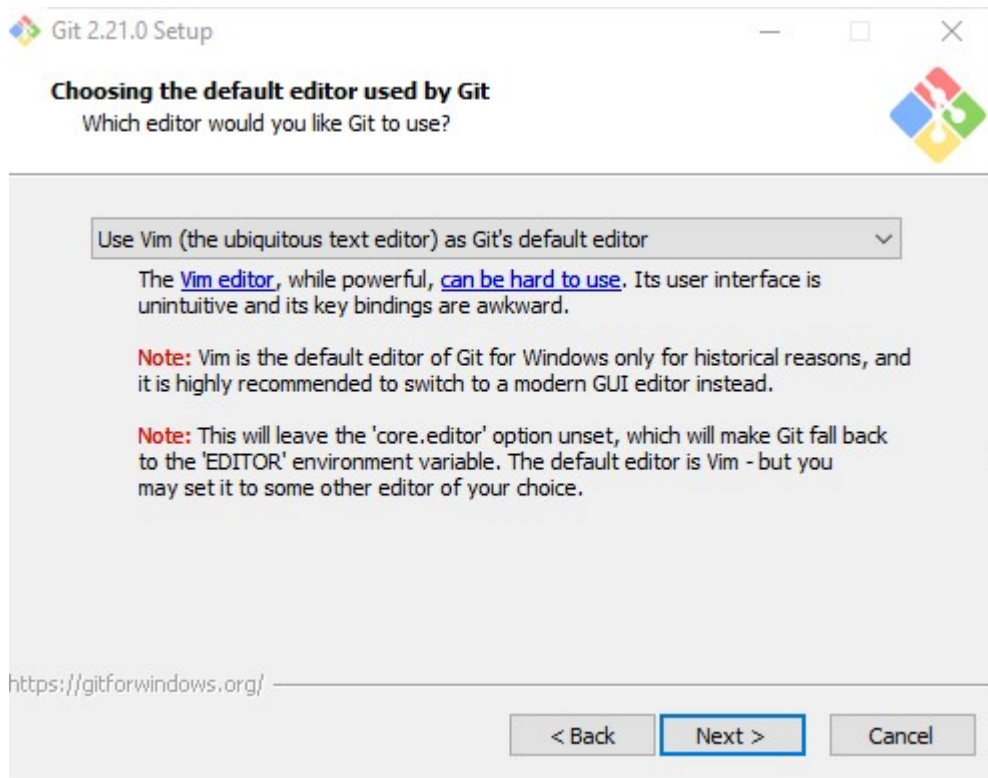 Git 2.21.0 Setup
Choosing the default editor used by Git
Which editor would you like Git to use?
Use Vim (the ubiquitous text editor) as Git's default editor
The Vim editor, while powerful, can be hard to use. Its user interface is
unintuitive and its key bindings are awkward.
Note: Vim is the default editor of Git for Windows only for historical reasons, and
it is highly recommended to switch to a modern GUI editor instead.
Note: This will leave the 'core.editor' option unset, which will make Git fall back
to the 'EDITOR' environment variable. The default editor is Vim - but you
may set it to some other editor of your choice.
https://gitforwindows.org/
< Back Next > Cancel